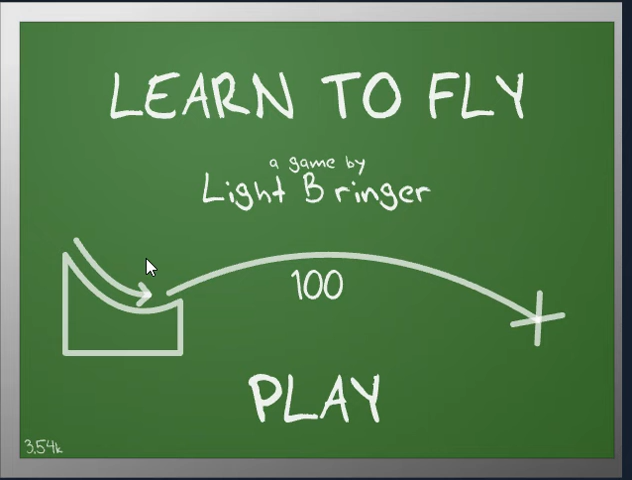 LEARN TO FLY
a game by
Light Bringer
100
PLAY
3.54k